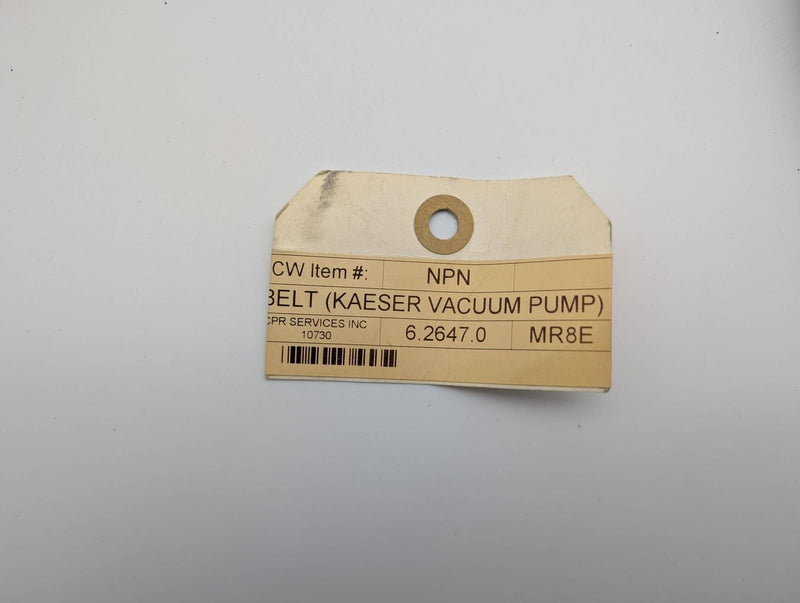 CW Item #: NPN
BELT (KAESER VACUUM PUMP)
CPR SERVICES INC 6.2647.0 MR8E
10730